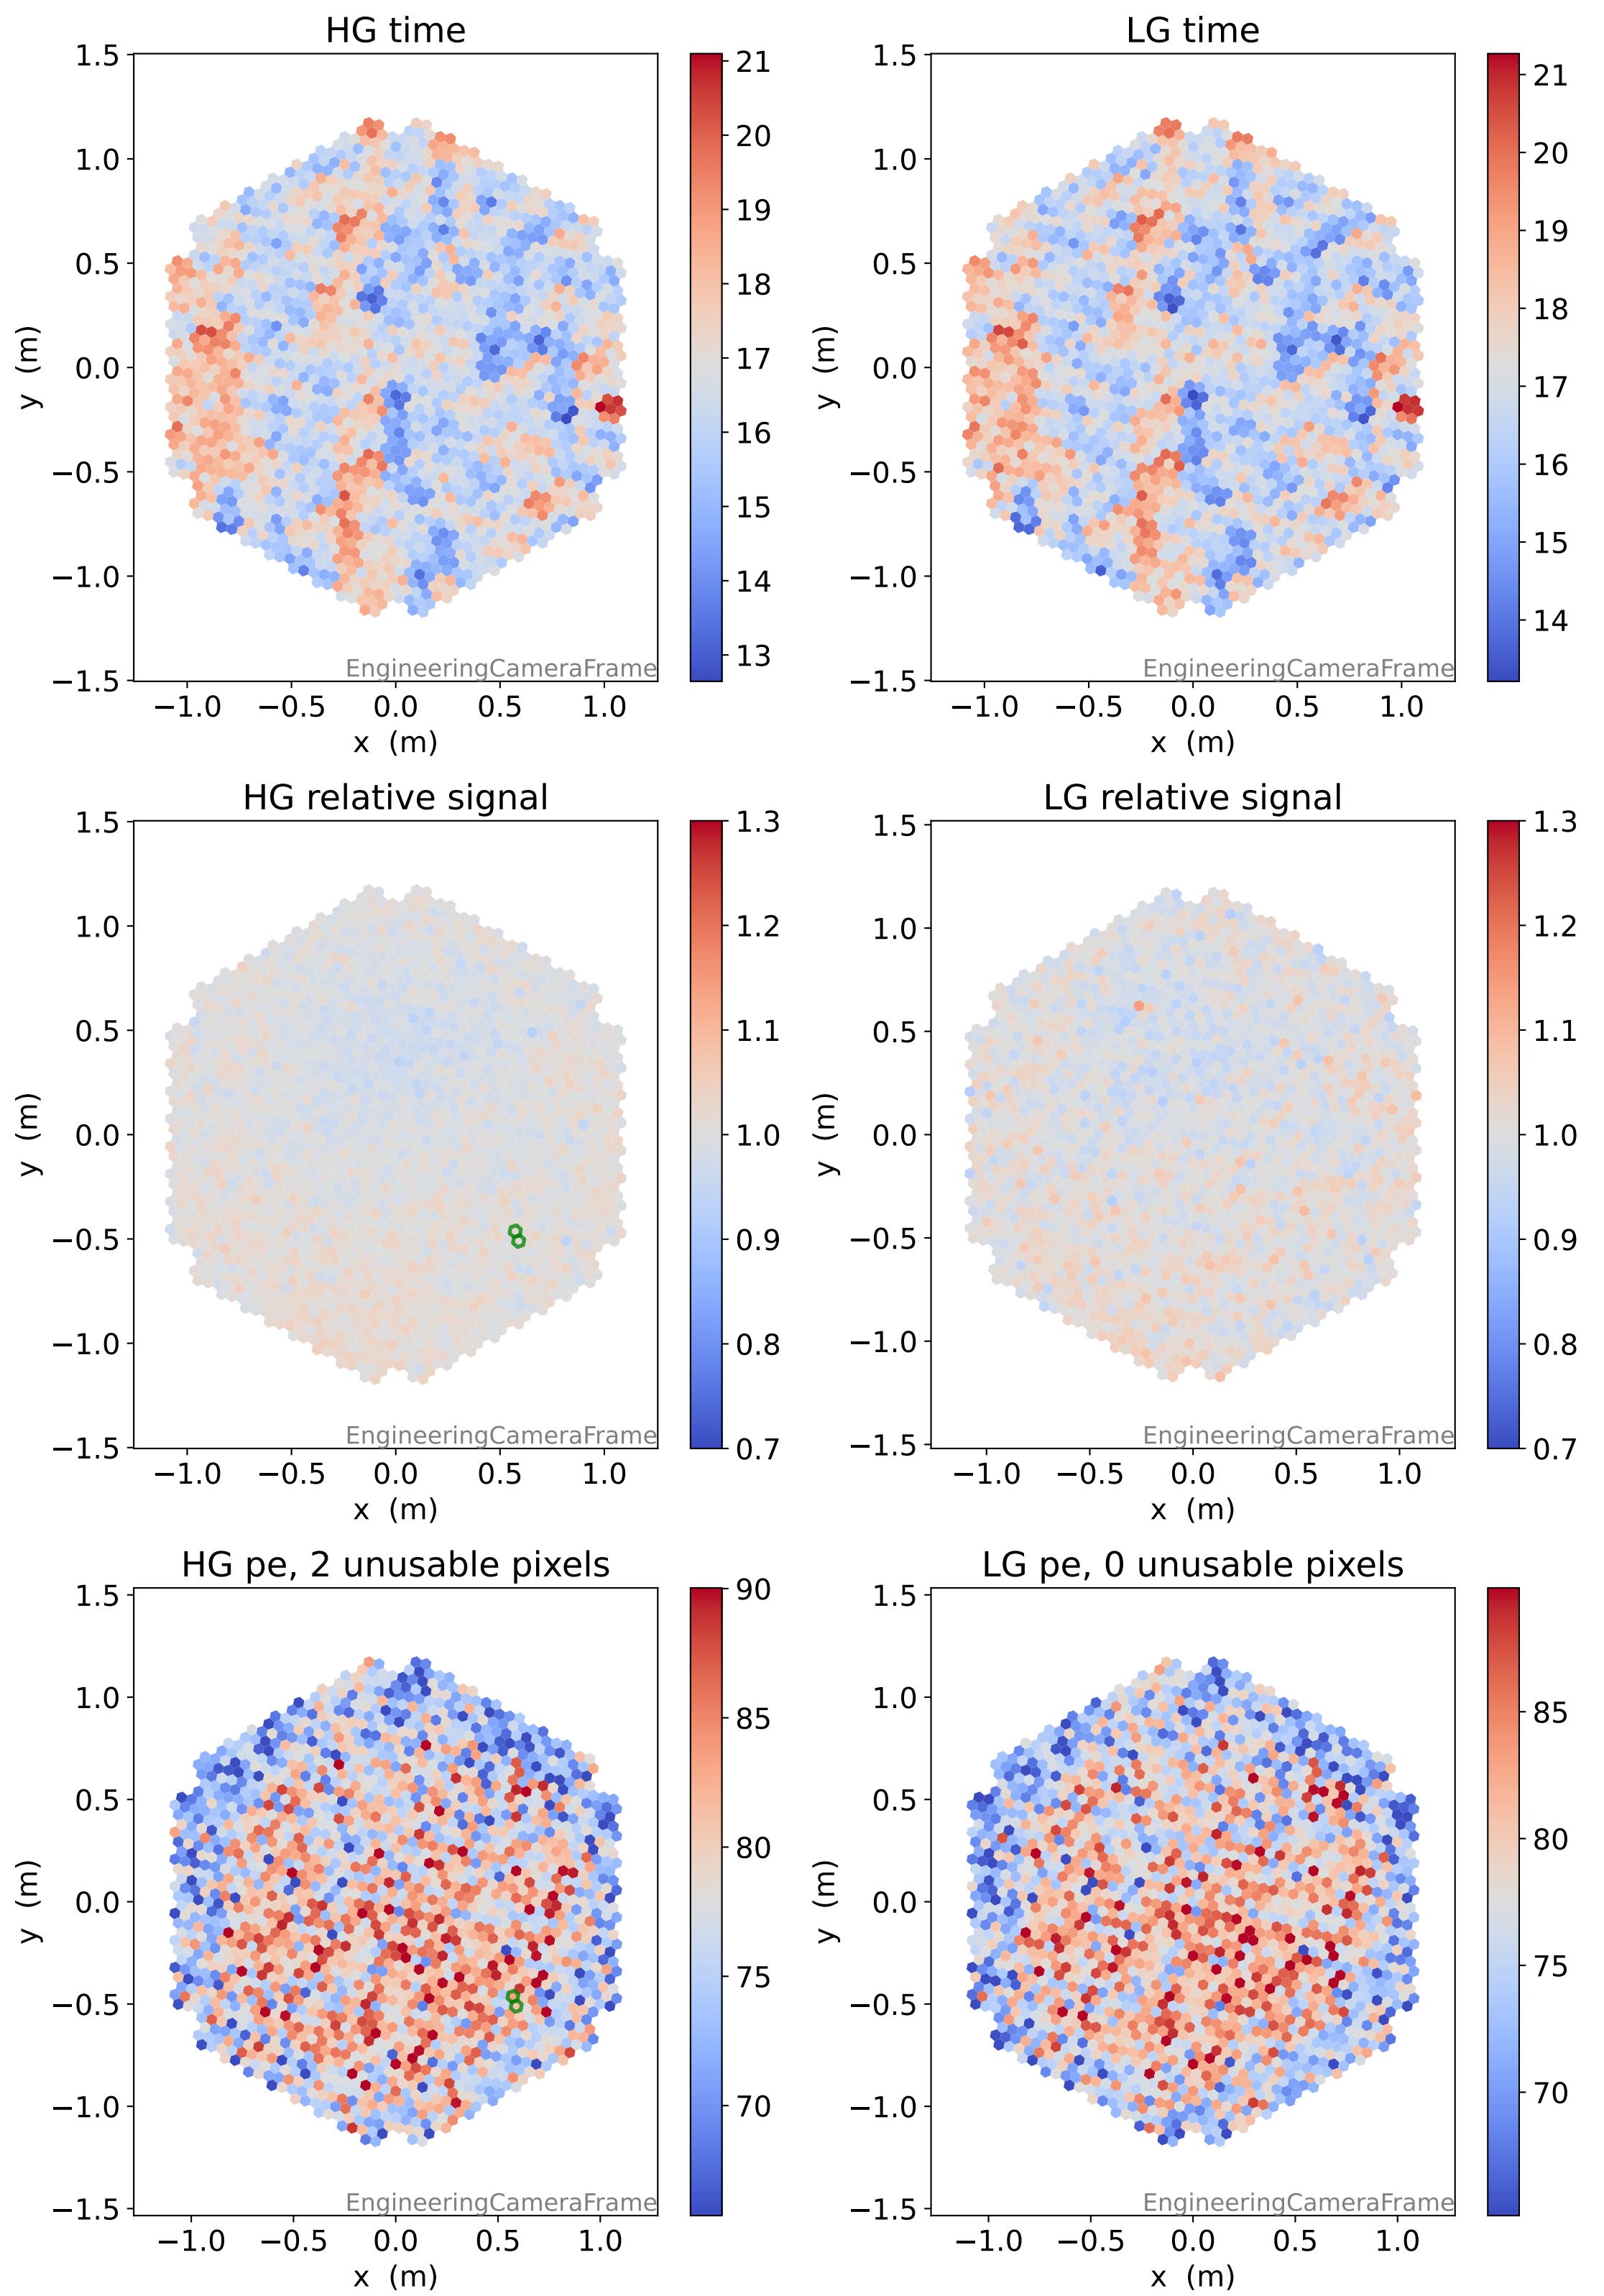 HG time
1.5
1.0
0.5
0.0
−0.5
−1.0
−1.5
y (m)
−1.0 −0.5 0.0 0.5 1.0
x (m)
EngineeringCameraFrame
21
20
19
18
17
16
15
14
13
LG time
1.5
1.0
0.5
0.0
−0.5
−1.0
−1.5
y (m)
−1.0 −0.5 0.0 0.5 1.0
x (m)
EngineeringCameraFrame
21
20
19
18
17
16
15
14
HG relative signal
1.5
1.0
0.5
0.0
−0.5
−1.0
−1.5
y (m)
−1.0 −0.5 0.0 0.5 1.0
x (m)
EngineeringCameraFrame
1.3
1.2
1.1
1.0
0.9
0.8
0.7
LG relative signal
1.5
1.0
0.5
0.0
−0.5
−1.0
−1.5
y (m)
−1.0 −0.5 0.0 0.5 1.0
x (m)
EngineeringCameraFrame
1.3
1.2
1.1
1.0
0.9
0.8
0.7
HG pe, 2 unusable pixels
1.5
1.0
0.5
0.0
−0.5
−1.0
−1.5
y (m)
−1.0 −0.5 0.0 0.5 1.0
x (m)
EngineeringCameraFrame
90
85
80
75
70
LG pe, 0 unusable pixels
1.5
1.0
0.5
0.0
−0.5
−1.0
−1.5
y (m)
−1.0 −0.5 0.0 0.5 1.0
x (m)
EngineeringCameraFrame
85
80
75
70